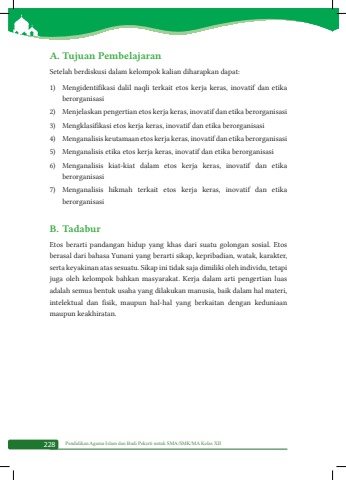 A. Tujuan Pembelajaran
Setelah berdiskusi dalam kelompok kalian diharapkan dapat:
1) Mengidentifikasi dalil naqli terkait etos kerja keras, inovatif dan etika
berorganisasi
2) Menjelaskan pengertian etos kerja keras, inovatif dan etika berorganisasi
3) Mengklasifikasi etos kerja keras, inovatif dan etika berorganisasi
4) Menganalisis keutamaan etos kerja keras, inovatif dan etika berorganisasi
5) Menganalisis etika etos kerja keras, inovatif dan etika berorganisasi
6) Menganalisis kiat-kiat dalam etos kerja keras, inovatif dan etika
berorganisasi
7) Menganalisis hikmah terkait etos kerja keras, inovatif dan etika
berorganisasi
B. Tadabur
Etos berarti pandangan hidup yang khas dari suatu golongan sosial. Etos
berasal dari bahasa Yunani yang berarti sikap, kepribadian, watak, karakter,
serta keyakinan atas sesuatu. Sikap ini tidak saja dimiliki oleh individu, tetapi
juga oleh kelompok bahkan masyarakat. Kerja dalam arti pengertian luas
adalah semua bentuk usaha yang dilakukan manusia, baik dalam hal materi,
intelektual dan fisik, maupun hal-hal yang berkaitan dengan keduniaan
maupun keakhiratan.
228 Pendidikan Agama Islam dan Budi Pekerti untuk SMA/SMK/MA Kelas XII